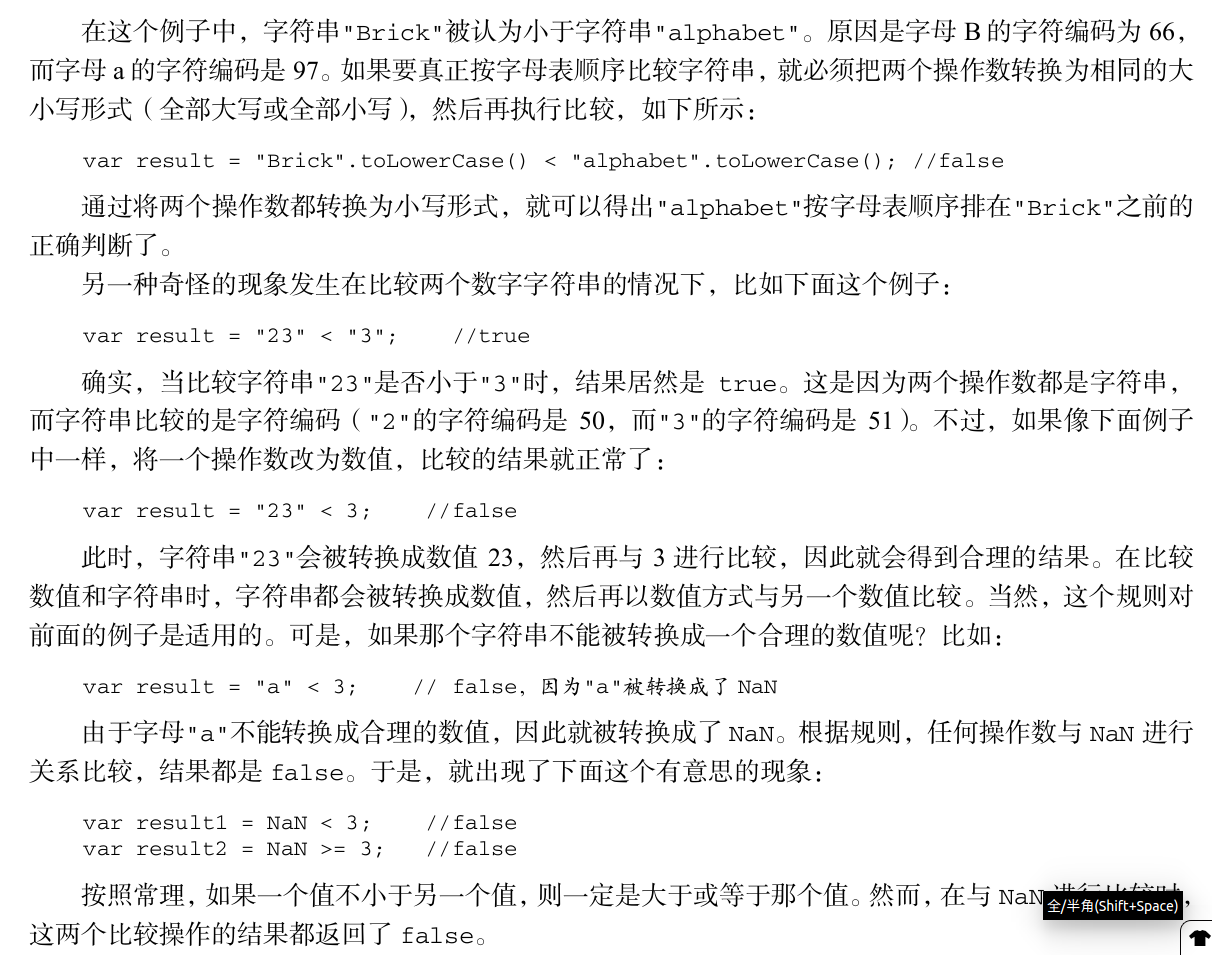 在这个例子中，字符串"Brick"被认为小于字符串"alphabet"。原因是字母 B 的字符编码为 66，
而字母 a 的字符编码是 97。如果要真正按字母表顺序比较字符串，就必须把两个操作数转换为相同的大
小写形式（全部大写或全部小写），然后再执行比较，如下所示：
var result = "Brick".toLowerCase() < "alphabet".toLowerCase(); //false
通过将两个操作数都转换为小写形式，就可以得出"alphabet"按字母表顺序排在"Brick"之前的
正确判断了。
另一种奇怪的现象发生在比较两个数字字符串的情况下，比如下面这个例子：
var result = "23" < "3";    //true
确实，当比较字符串"23"是否小于"3"时，结果居然是 true。这是因为两个操作数都是字符串，
而字符串比较的是字符编码（"2"的字符编码是 50，而"3"的字符编码是 51）。不过，如果像下面例子
中一样，将一个操作数改为数值，比较的结果就正常了：
var result = "23" < 3;    //false
此时，字符串"23"会被转换成数值 23，然后再与 3 进行比较，因此就会得到合理的结果。在比较
数值和字符串时，字符串都会被转换成数值，然后再以数值方式与另一个数值比较。当然，这个规则对
前面的例子是适用的。可是，如果那个字符串不能被转换成一个合理的数值呢？比如：
var result = "a" < 3;    // false，因为"a"被转换成了 NaN
由于字母"a"不能转换成合理的数值，因此就被转换成了 NaN。根据规则，任何操作数与 NaN 进行
关系比较，结果都是 false。于是，就出现了下面这个有意思的现象：
var result1 = NaN < 3;    //false
var result2 = NaN >= 3;   //false
按照常理，如果一个值不小于另一个值，则一定是大于或等于那个值。然而，在与 NaN 进行比较时，
全/半角(Shift+Space)
这两个比较操作的结果都返回了 false。